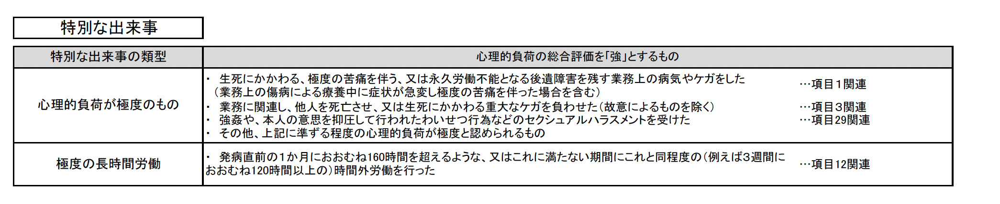 特別な出来事
特別な出来事の類型
心理的負荷の総合評価を「強」とするもの
心理的負荷が極度のもの
・ 生死にかかわる、極度の苦痛を伴う、又は永久労働不能となる後遺障害を残す業務上の病気やケガをした
（業務上の傷病による療養中に症状が急変し極度の苦痛を伴った場合を含む）
…項目１関連
・ 業務に関連し、他人を死亡させ、又は生死にかかわる重大なケガを負わせた（故意によるものを除く）
…項目３関連
・ 強姦や、本人の意思を抑圧して行われたわいせつ行為などのセクシュアルハラスメントを受けた
…項目29関連
・ その他、上記に準ずる程度の心理的負荷が極度と認められるもの
極度の長時間労働
・ 発病直前の１か月におおむね160時間を超えるような、又はこれに満たない期間にこれと同程度の（例えば３週間に
おおむね120時間以上の）時間外労働を行った
…項目12関連